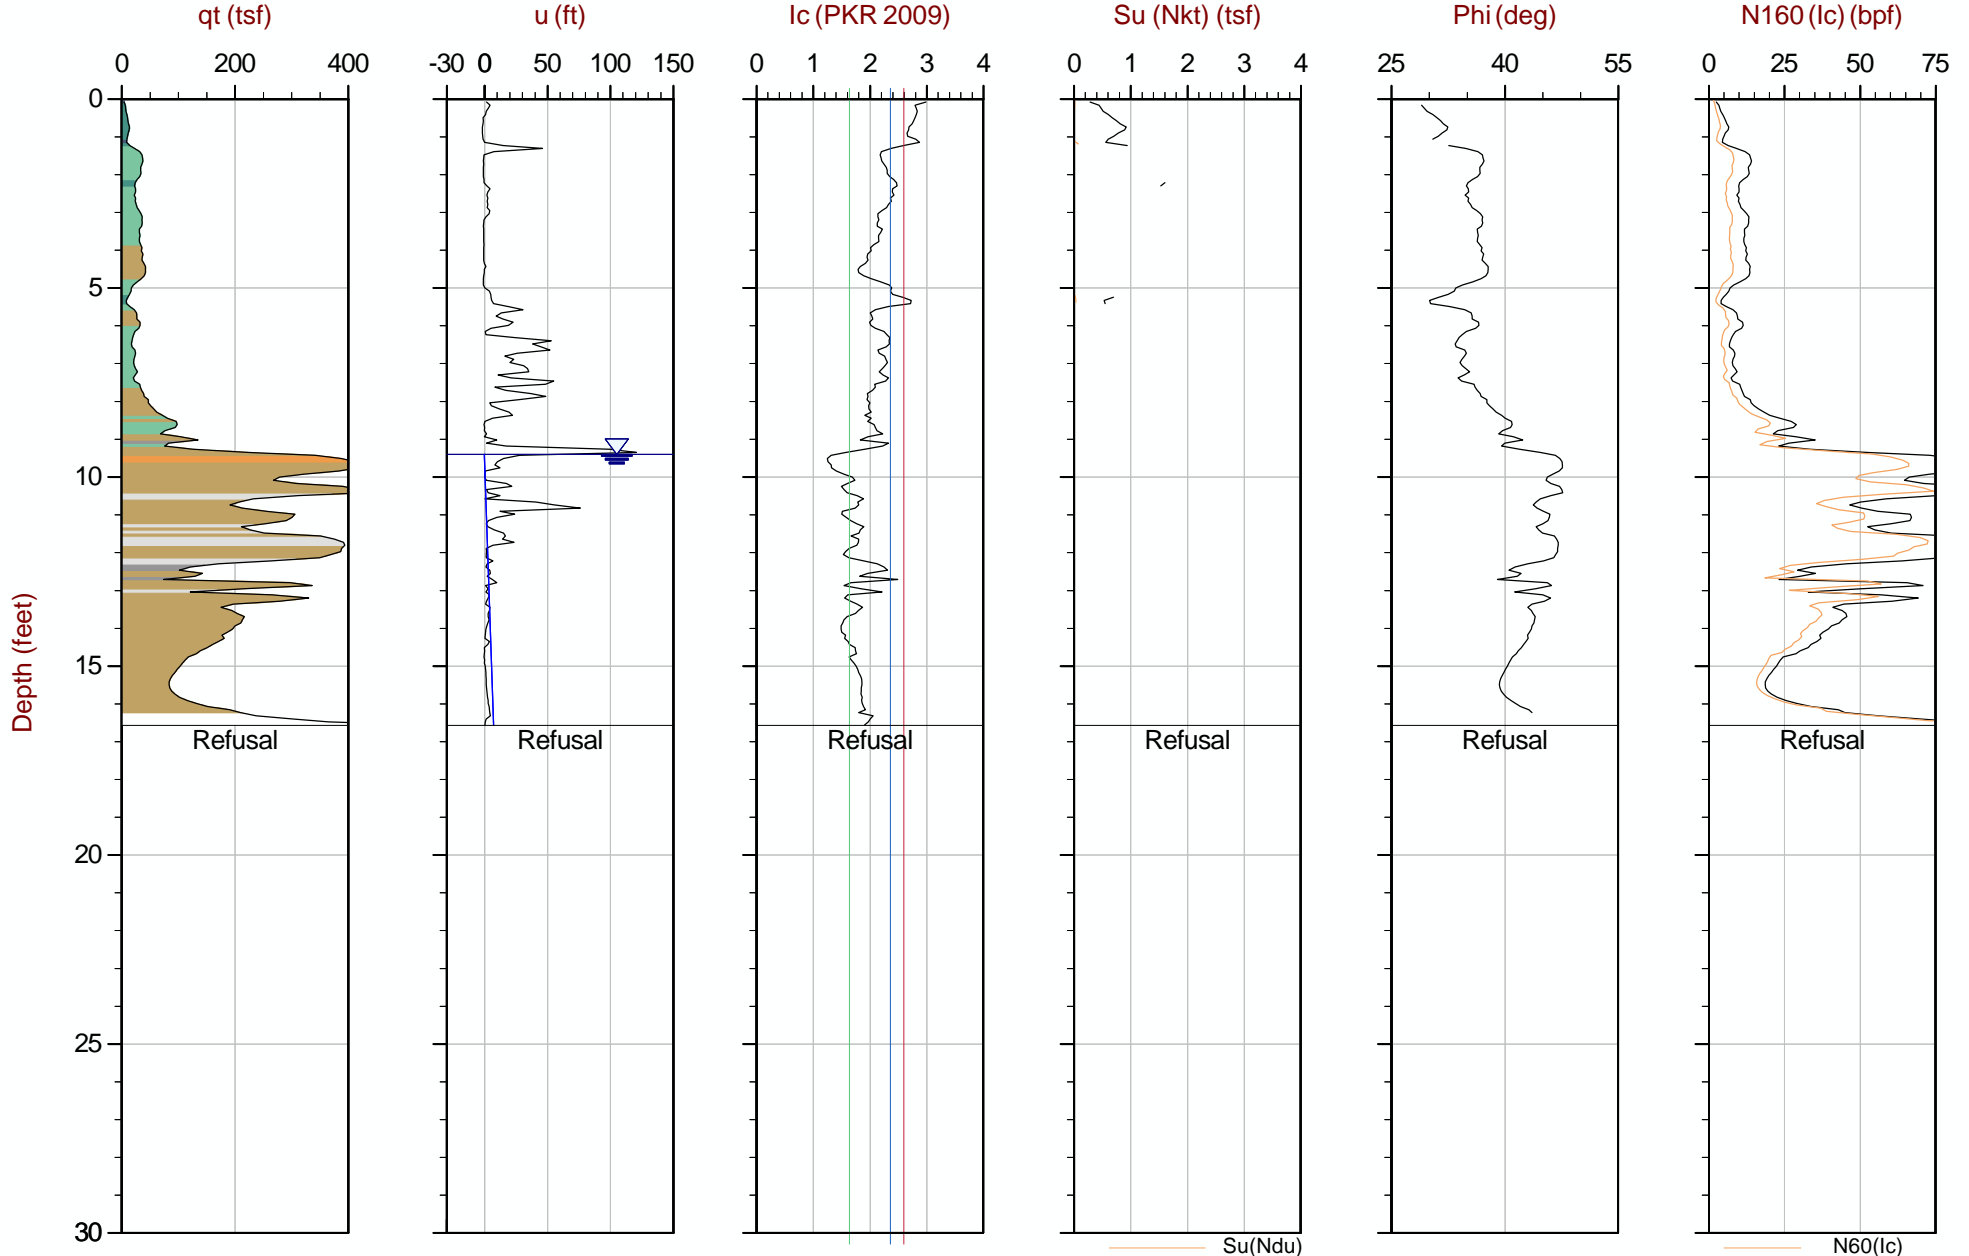 qt (tsf) u (ft) Ic (PKR 2009) Su (Nkt) (tsf) Phi (deg) N160 (Ic) (bpf)
0 200 400 -30 0 50 100 150 0 1 2 3 4 0 1 2 3 4 25 40 55 0 25 50 75
0
5
10
15
Depth (feet)
Refusal Refusal Refusal Refusal Refusal Refusal
20
25
30
Su(Ndu) N60(Ic)